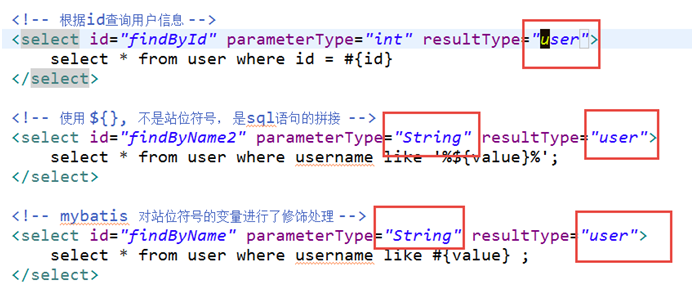 <!-- 根据id查询用户信息 -->
<select id="findById" parameterType="int" resultType="user">
select * from user where id = #{id}
</select>
<!-- 使用 ${}, 不是站位符号，是sql语句的拼接 -->
<select id="findByName2" parameterType="String" resultType="user">
select * from user where username like '%${value}%';
</select>
<!-- mybatis 对站位符号的变量进行了修饰处理 -->
<select id="findByName" parameterType="String" resultType="user">
select * from user where username like #{value} ;
</select>